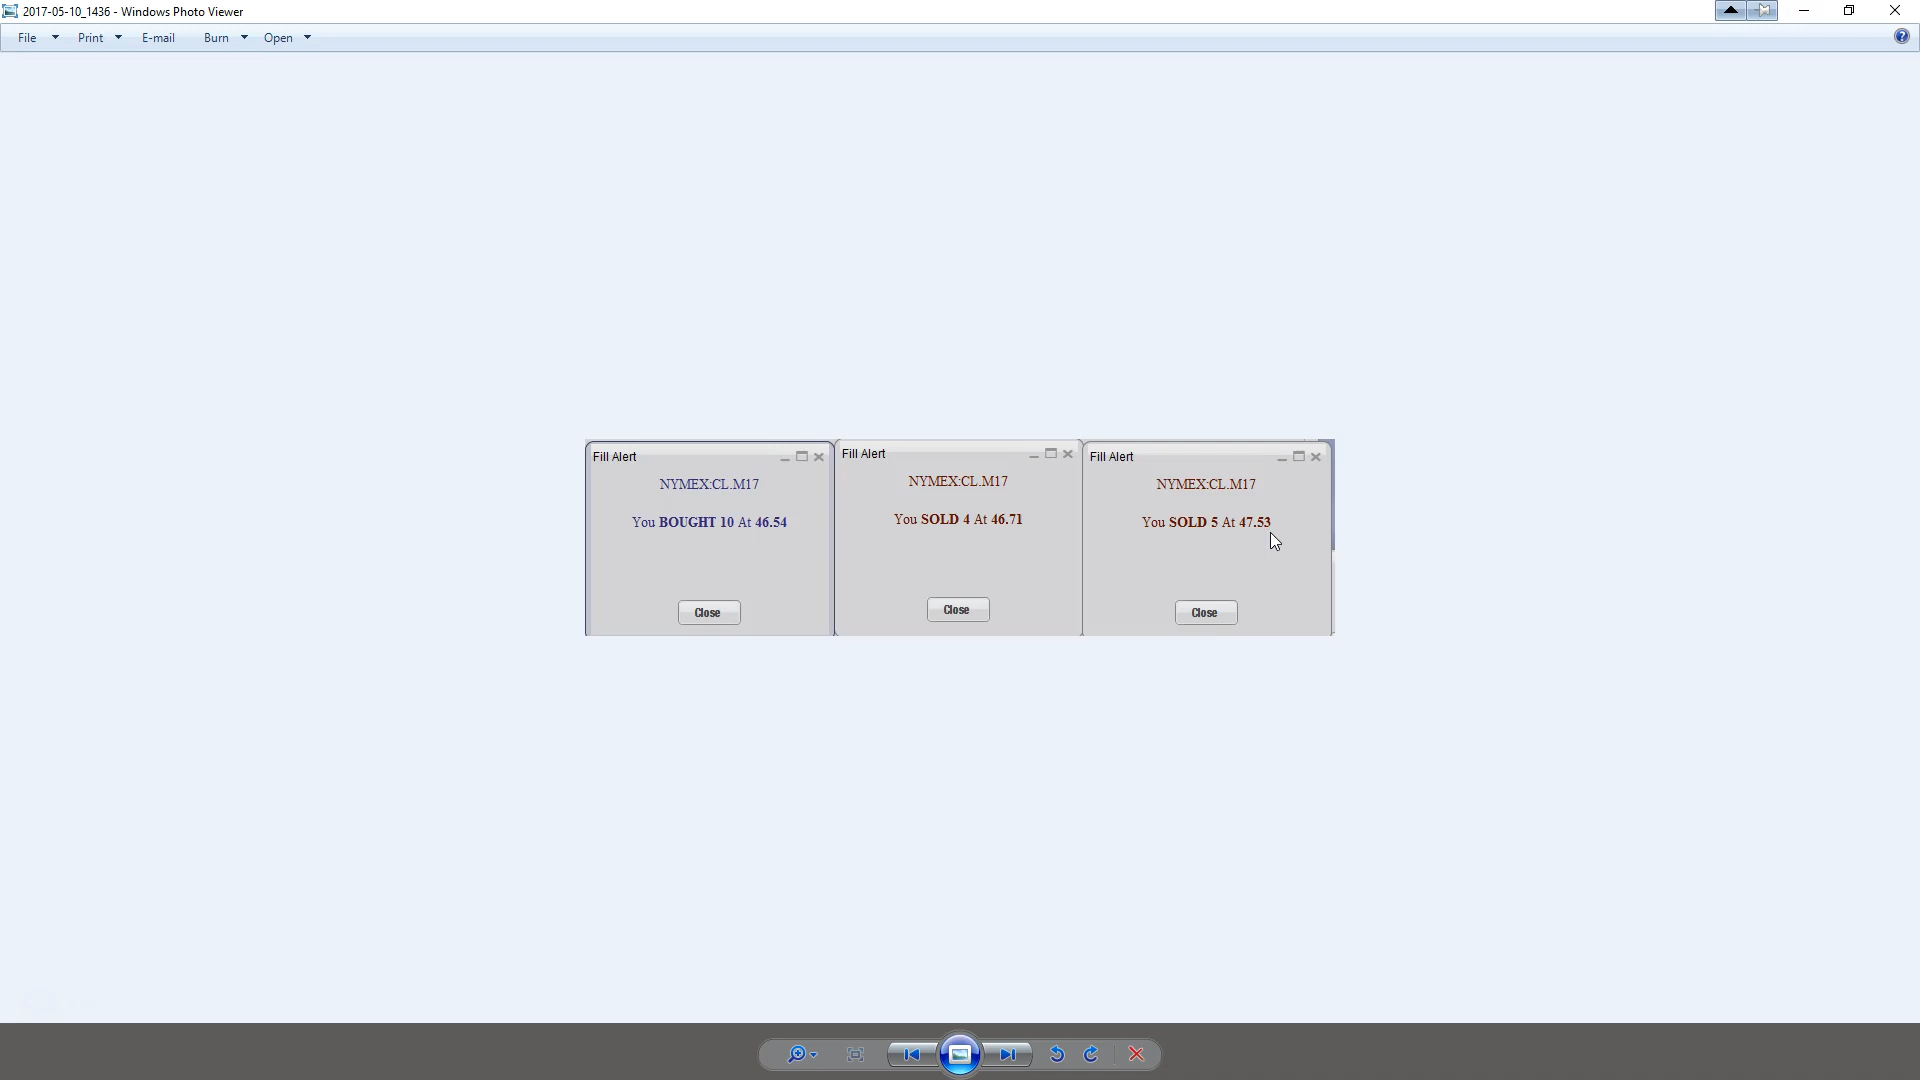 2017-05-10_1436 - Windows Photo Viewer
File Print E-mail Burn Open
Fill Alert
NYMEX:CL.M17
You BOUGHT 10 At 46.54
Close
Fill Alert
NYMEX:CL.M17
You SOLD 4 At 46.71
Close
Fill Alert
NYMEX:CL.M17
You SOLD 5 At 47.53
Close